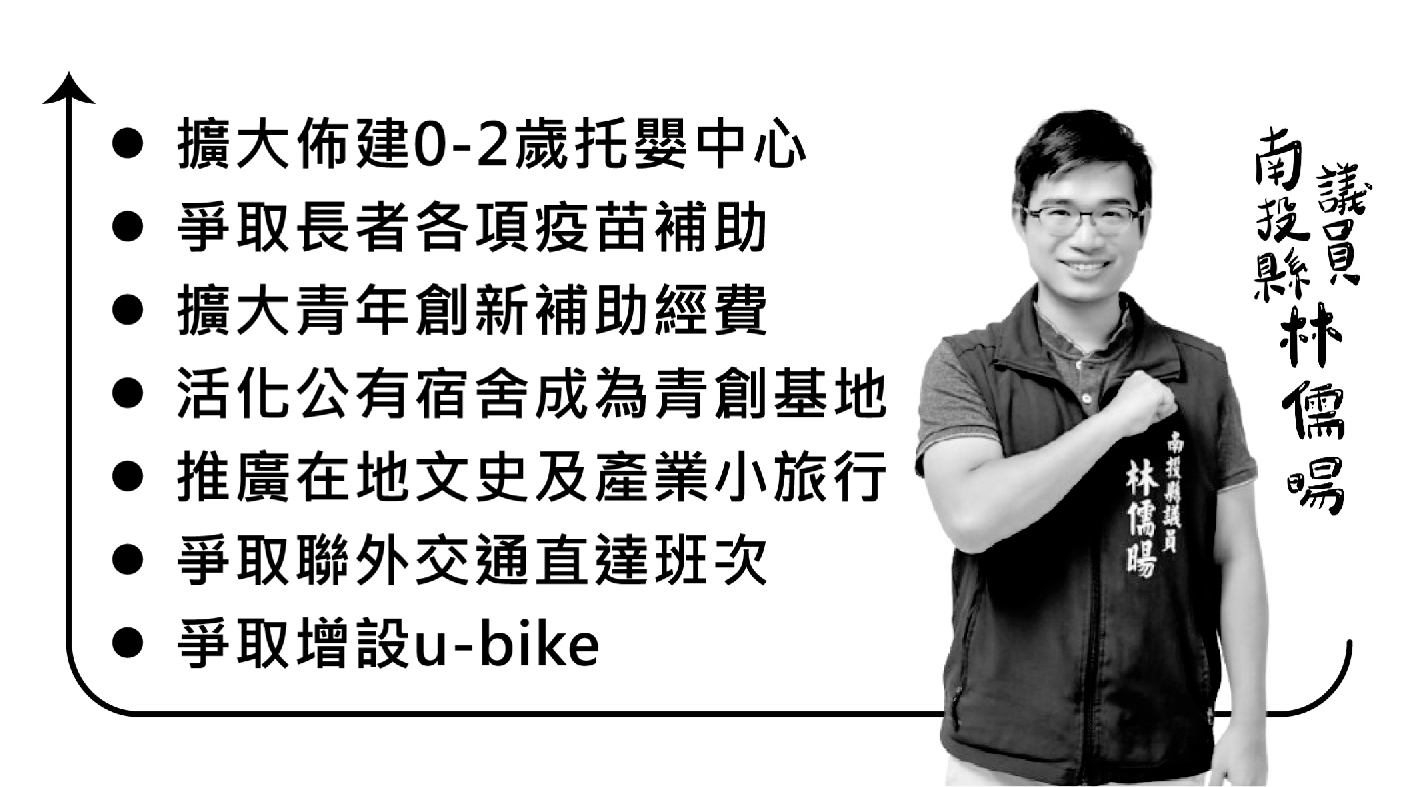 擴大佈建0-2歲托嬰中心
爭取長者各項疫苗補助
擴大青年創新補助經費
活化公有宿舍成為青創基地
推廣在地文史及產業小旅行
爭取聯外交通直達班次
爭取增設u-bike
南投縣
議員
林儒暘
南投縣議員
林儒暘